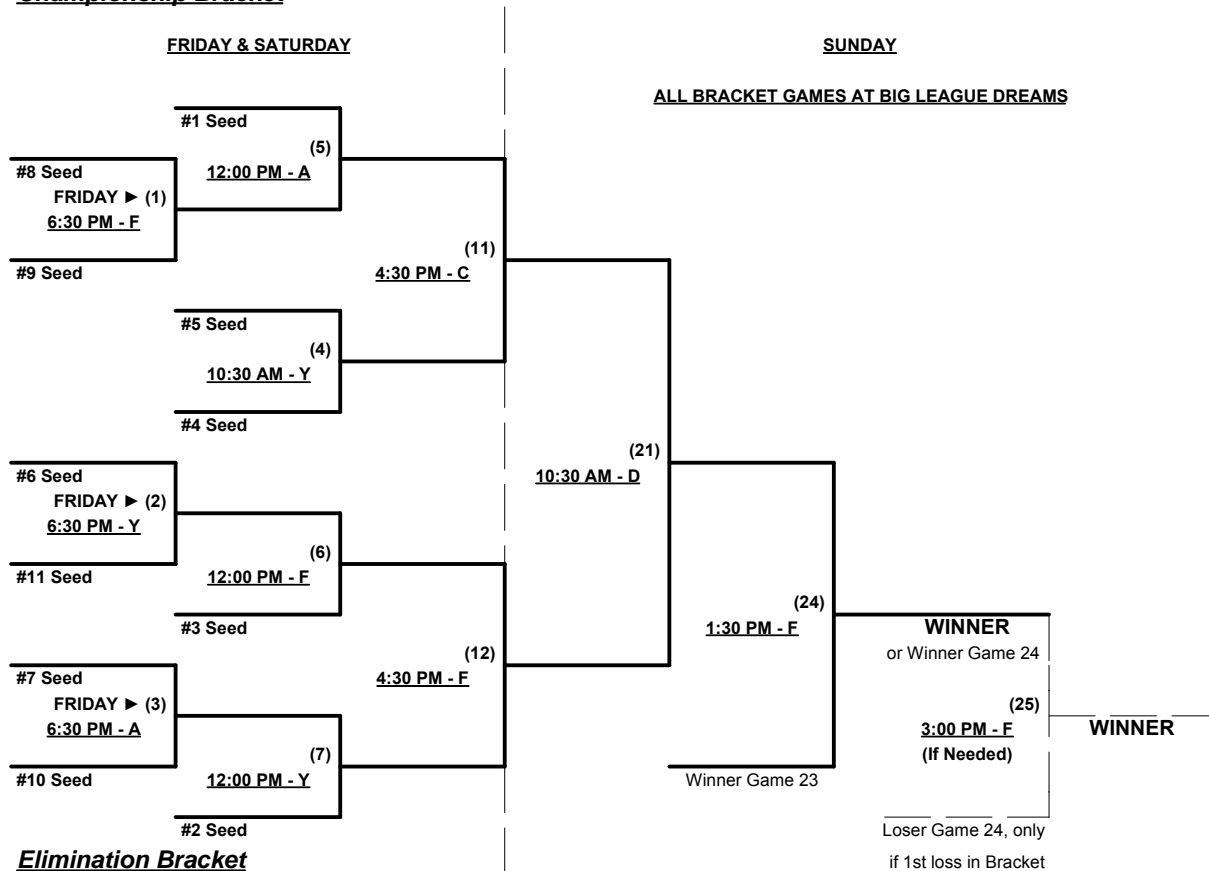 Championship Bracket
FRIDAY & SATURDAY
SUNDAY
ALL BRACKET GAMES AT BIG LEAGUE DREAMS
#1 Seed
(5)
12:00 PM - A
#8 Seed
FRIDAY ► (1)
6:30 PM - F
#9 Seed
(11)
4:30 PM - C
#5 Seed
(4)
10:30 AM - Y
#4 Seed
(21)
10:30 AM - D
#6 Seed
FRIDAY ► (2)
6:30 PM - Y
#11 Seed
(6)
12:00 PM - F
#3 Seed
(24)
1:30 PM - F
WINNER
or Winner Game 24
(12)
4:30 PM - F
#7 Seed
FRIDAY ► (3)
6:30 PM - A
#10 Seed
(7)
12:00 PM - Y
#2 Seed
(25)
3:00 PM - F
(If Needed)
WINNER
Winner Game 23
Loser Game 24, only
if 1st loss in Bracket
Elimination Bracket